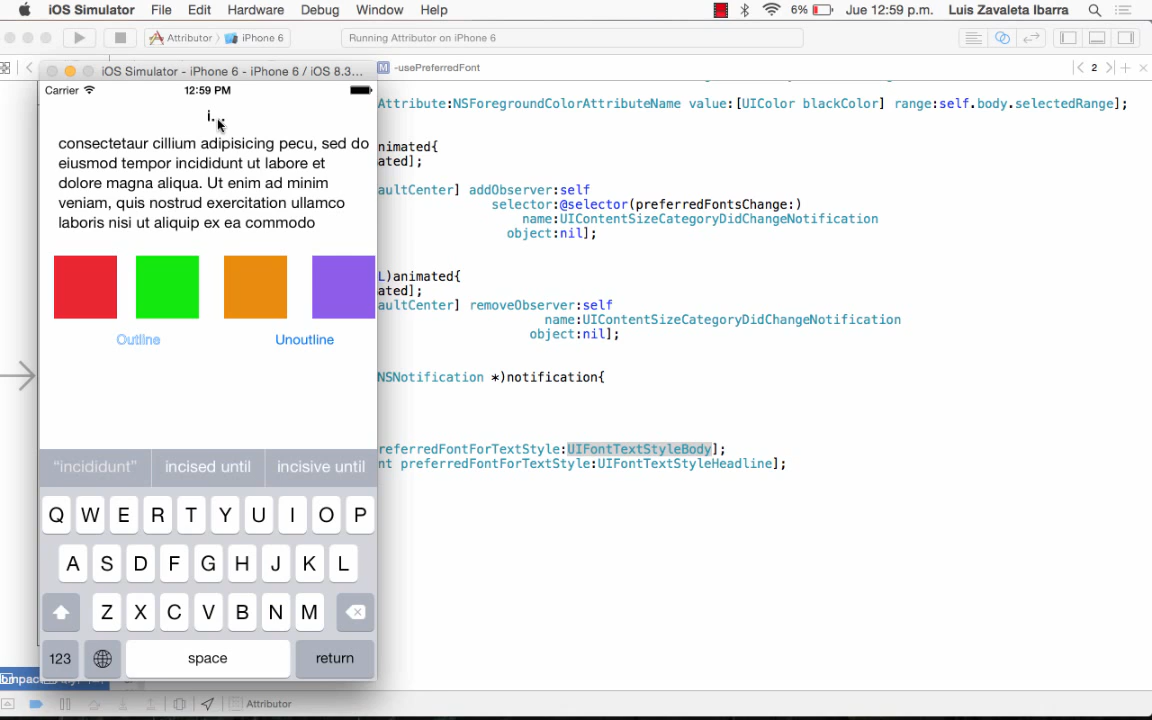 iOS Simulator File Edit Hardware Debug Window Help 6% Jue 12:59 p.m. Luis Zavaleta Ibarra
Attributor iPhone 6 Running Attributor on iPhone 6
iOS Simulator - iPhone 6 - iPhone 6 / iOS 8.3...
M -usePreferredFont < 2 >
Carrier 12:59 PM
i...
consectetaur cillium adipisicing pecu, sed do
eiusmod tempor incididunt ut labore et
dolore magna aliqua. Ut enim ad minim
veniam, quis nostrud exercitation ullamco
laboris nisi ut aliquip ex ea commodo
Outline Unoutline
"incididunt" incised until incisive until
Q W E R T Y U I O P
A S D F G H J K L
Z X C V B N M
123 space return
Attribute:NSForegroundColorAttributeName value:[UIColor blackColor] range:self.body.selectedRange];
nimated{
ated];
aultCenter] addObserver:self
selector:@selector(preferredFontsChange:)
name:UIContentSizeCategoryDidChangeNotification
object:nil];
L)animated{
ated];
aultCenter] removeObserver:self
name:UIContentSizeCategoryDidChangeNotification
object:nil];
NSNotification *)notification{
referredFontForTextStyle:UIFontTextStyleBody];
nt preferredFontForTextStyle:UIFontTextStyleHeadline];
Attributor